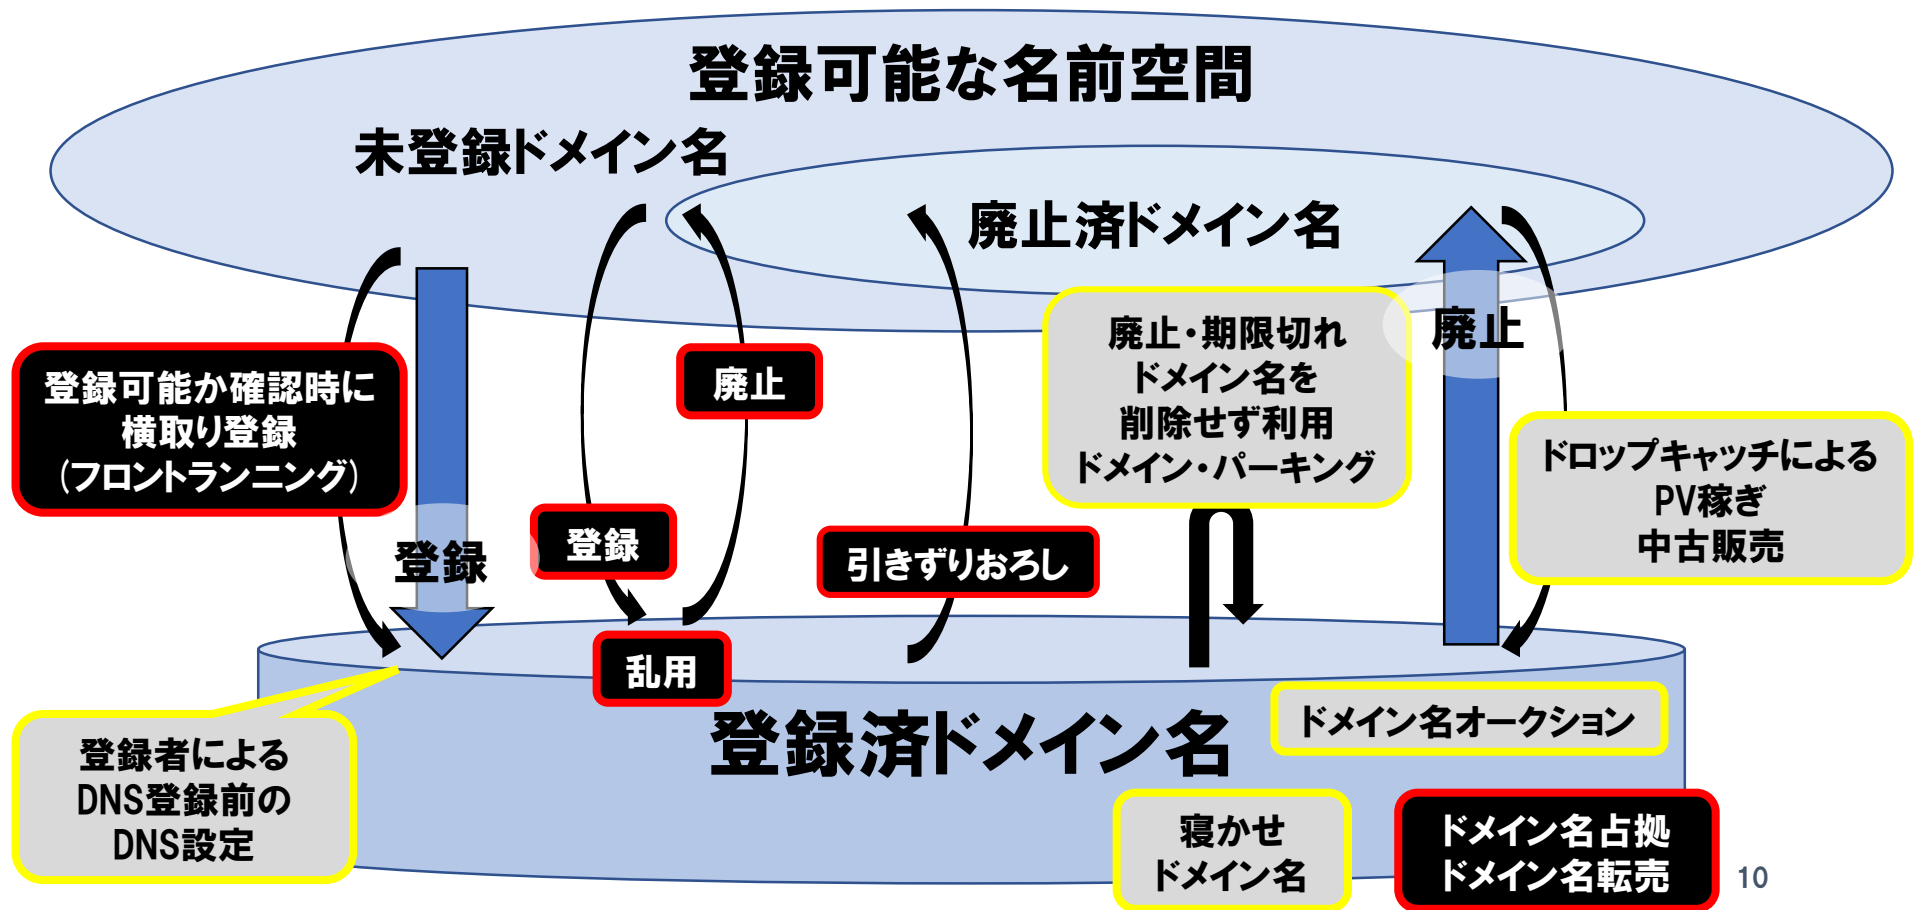 登録可能な名前空間
未登録ドメイン名
廃止済ドメイン名
登録可能か確認時に
横取り登録
(フロントランニング)
登録
登録
廃止
乱用
引きずりおろし
廃止・期限切れ
ドメイン名を
削除せず利用
ドメイン・パーキング
廃止
ドロップキャッチによる
PV稼ぎ
中古販売
登録者による
DNS登録前の
DNS設定
登録済ドメイン名
ドメイン名オークション
寝かせ
ドメイン名
ドメイン名占拠
ドメイン名転売
10